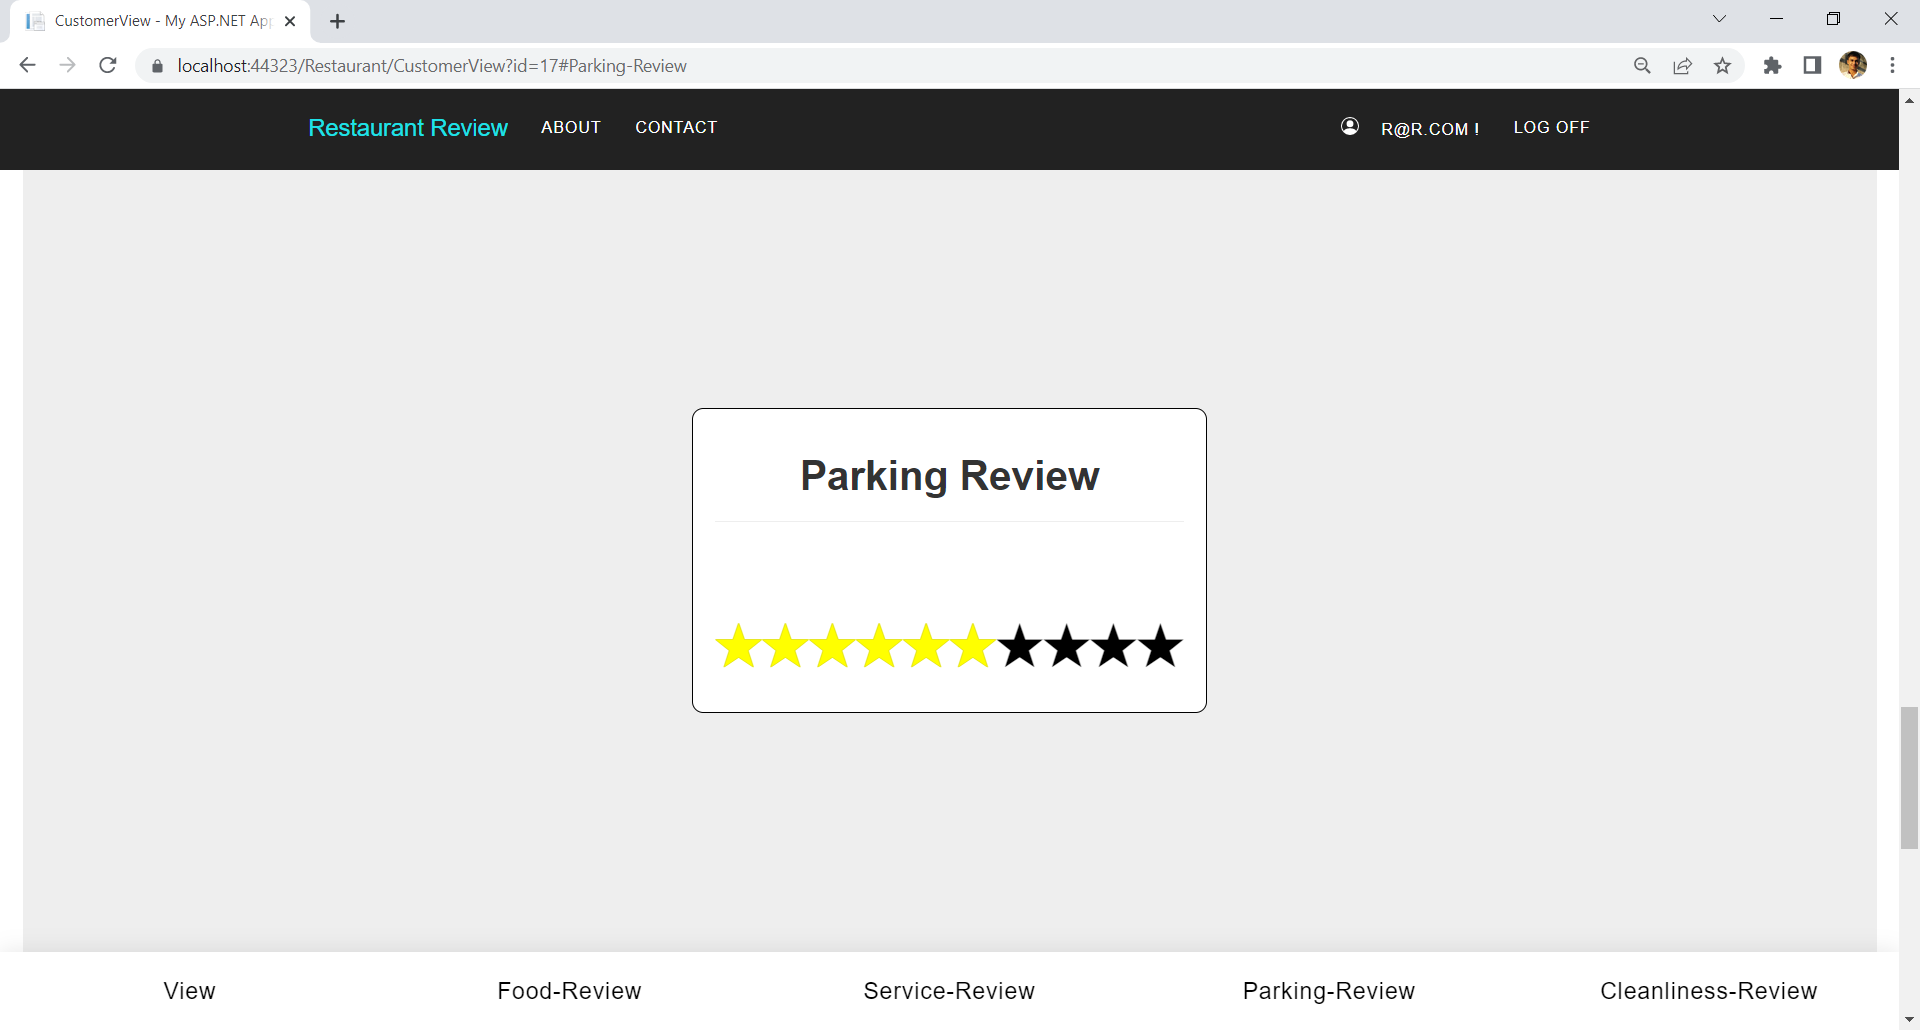 CustomerView - My ASP.NET App
localhost:44323/Restaurant/CustomerView?id=17#Parking-Review
Restaurant Review ABOUT CONTACT R@R.COM ! LOG OFF
Parking Review
View Food-Review Service-Review Parking-Review Cleanliness-Review